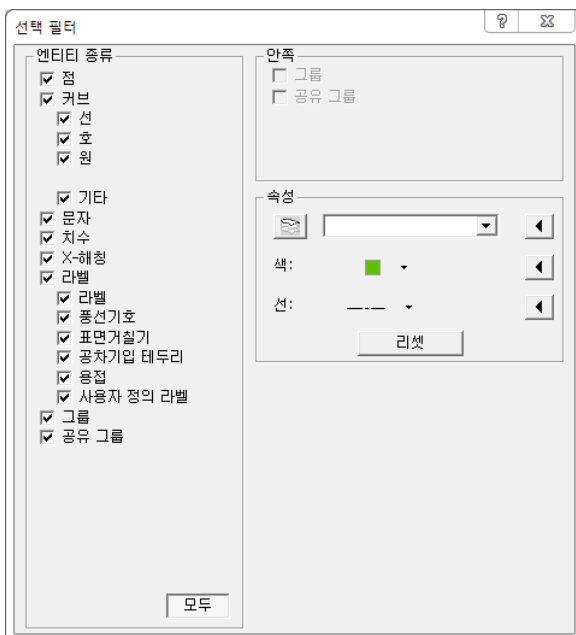 선택 필터
엔티티 종류
점
커브
선
호
원
기타
문자
치수
X-해칭
라벨
라벨
풍선기호
표면거칠기
공차기입 테두리
용접
사용자 정의 라벨
그룹
공유 그룹
모두
안쪽
그룹
공유 그룹
속성
색:
선:
리셋